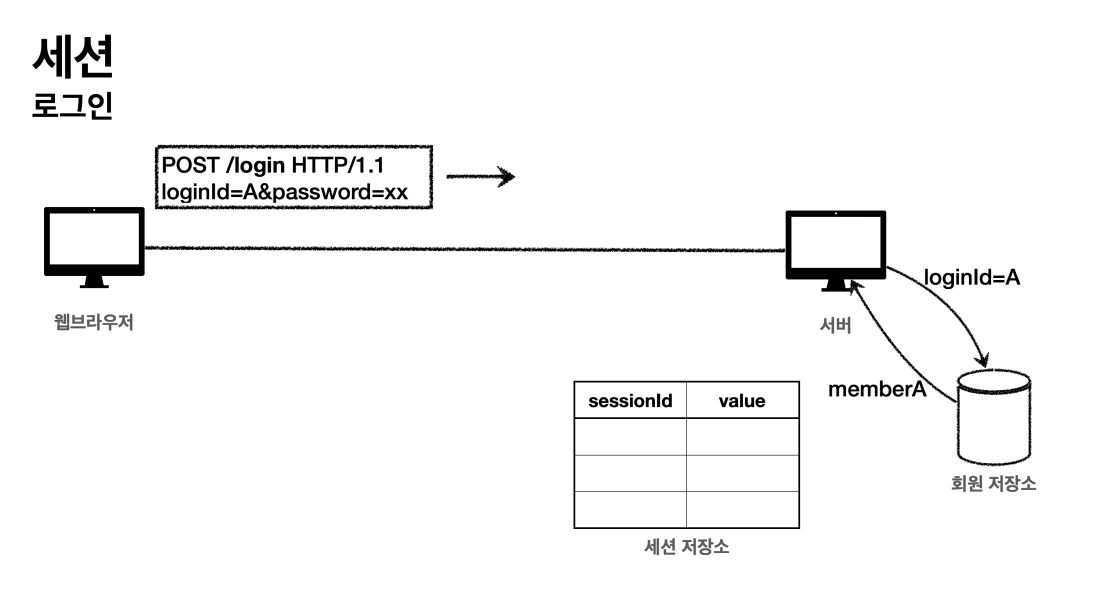 세션
로그인
POST /login HTTP/1.1
loginId=A&password=xx
웹브라우저
서버
loginId=A
memberA
회원 저장소
sessionId value
세션 저장소